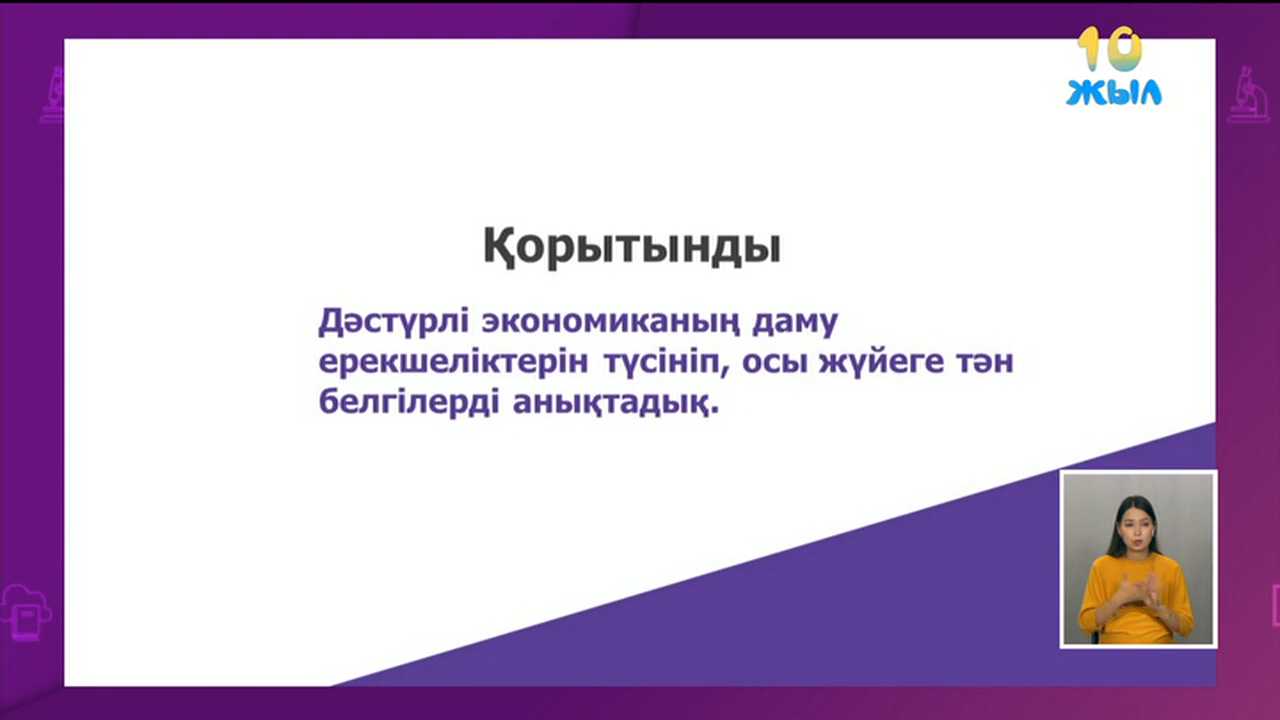 10
жыл
Қорытынды
Дәстүрлі экономиканың даму
ерекшеліктерін түсініп, осы жүйеге тән
белгілерді анықтадық.